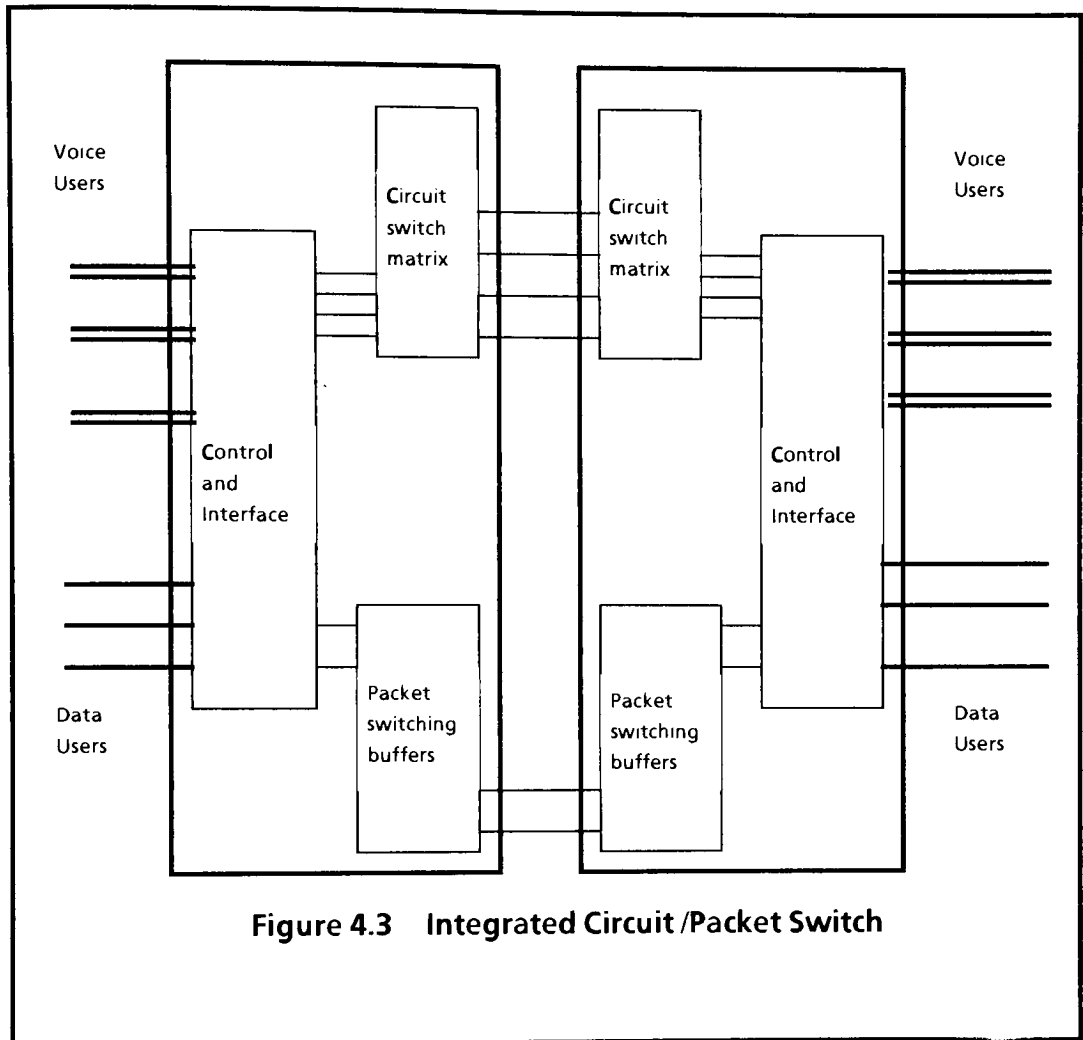 Voice
Users
Circuit
switch
matrix
Circuit
switch
matrix
Voice
Users
Control
and
Interface
Control
and
Interface
Data
Users
Packet
switching
buffers
Packet
switching
buffers
Data
Users
Figure 4.3 Integrated Circuit /Packet Switch